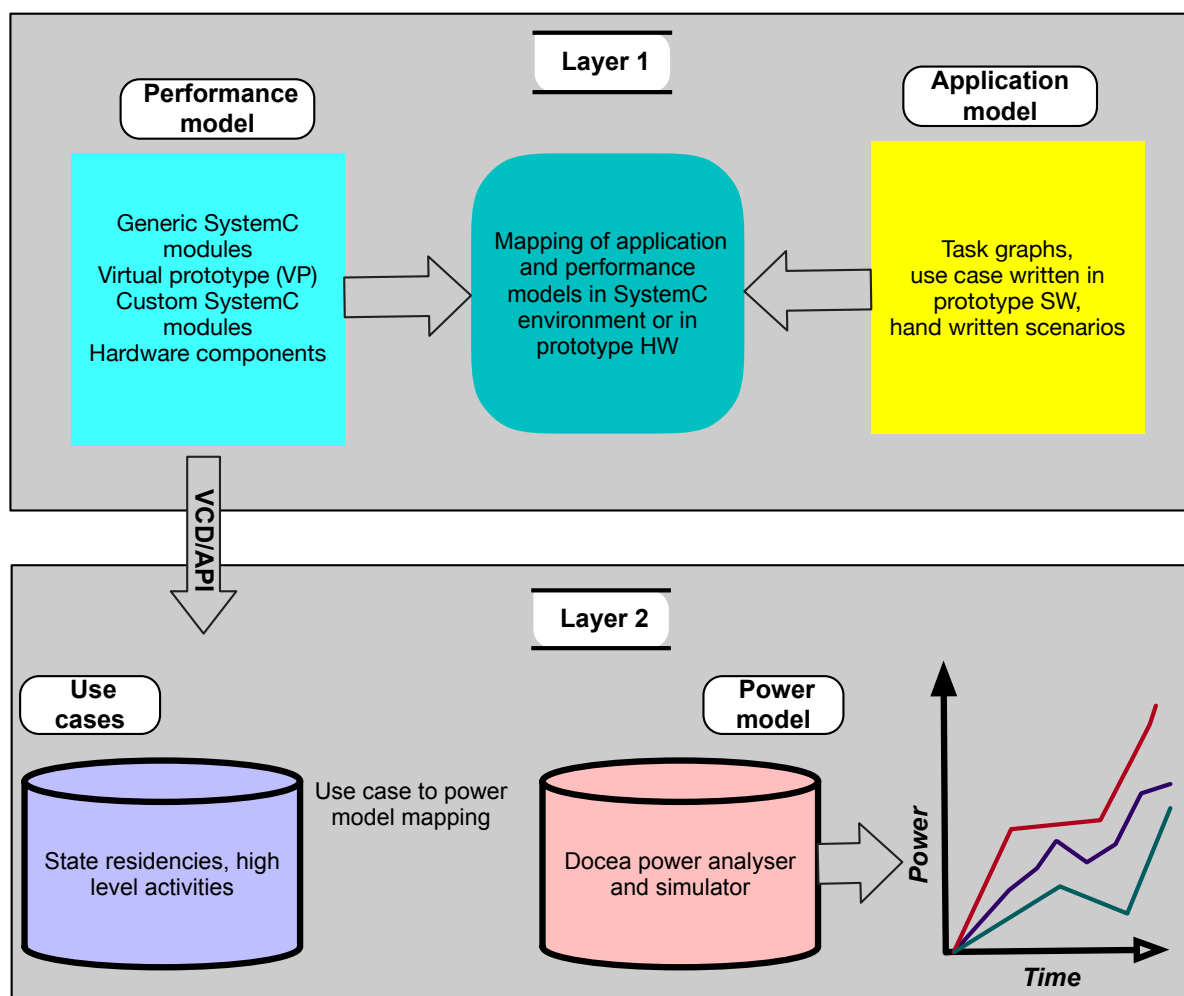 Layer 1
Performance
model
Application
model
Generic SystemC
modules
Virtual prototype (VP)
Custom SystemC
modules
Hardware components
Mapping of application
and performance
models in SystemC
environment or in
prototype HW
Task graphs,
use case written in
prototype SW,
hand written scenarios
VCD/API
Layer 2
Use
cases
Power
model
State residencies, high
level activities
Use case to power
model mapping
Docea power analyser
and simulator
Power
Time